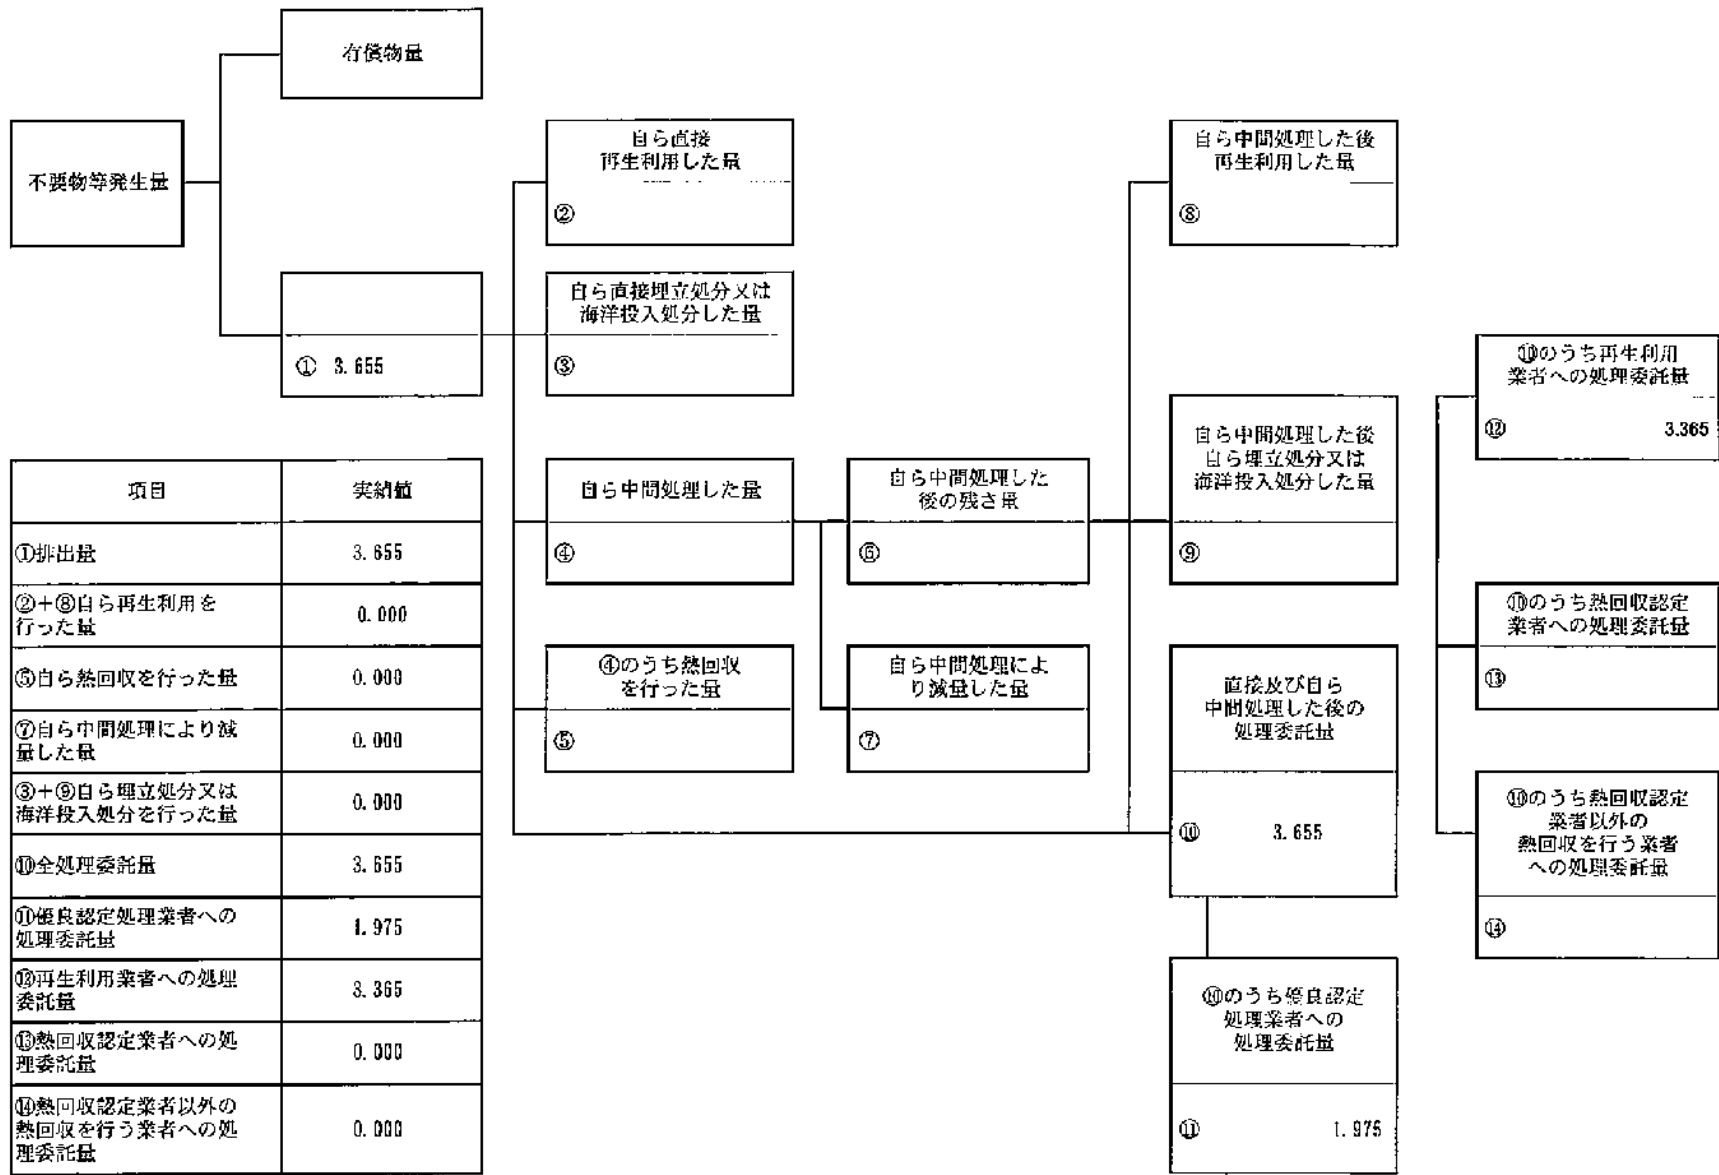 有償物量
不要物等発生量
① 3.655
自ら直接
再生利用した量
②
自ら直接埋立処分又は
海洋投入処分した量
③
自ら中間処理した量
④
④のうち熱回収
を行った量
⑤
自ら中間処理した
後の残さ量
⑥
自ら中間処理によ
り減量した量
⑦
自ら中間処理した後
再生利用した量
⑧
自ら中間処理した後
自ら埋立処分又は
海洋投入処分した量
⑨
直接及び自ら
中間処理した後の
処理委託量
⑩ 3.655
⑩のうち優良認定
処理業者への
処理委託量
⑪ 1.975
⑩のうち再生利用
業者への処理委託量
⑫ 3.365
⑩のうち熱回収認定
業者への処理委託量
⑬
⑩のうち熱回収認定
業者以外の
熱回収を行う業者
への処理委託量
⑭
項目 実績値
①排出量 3.655
②+⑧自ら再生利用を
行った量 0.000
⑤自ら熱回収を行った量 0.000
⑦自ら中間処理により減
量した量 0.000
③+⑨自ら埋立処分又は
海洋投入処分を行った量 0.000
⑩全処理委託量 3.655
⑪優良認定処理業者への
処理委託量 1.975
⑫再生利用業者への処理
委託量 3.365
⑬熱回収認定業者への処
理委託量 0.000
⑭熱回収認定業者以外の
熱回収を行う業者への処
理委託量 0.000